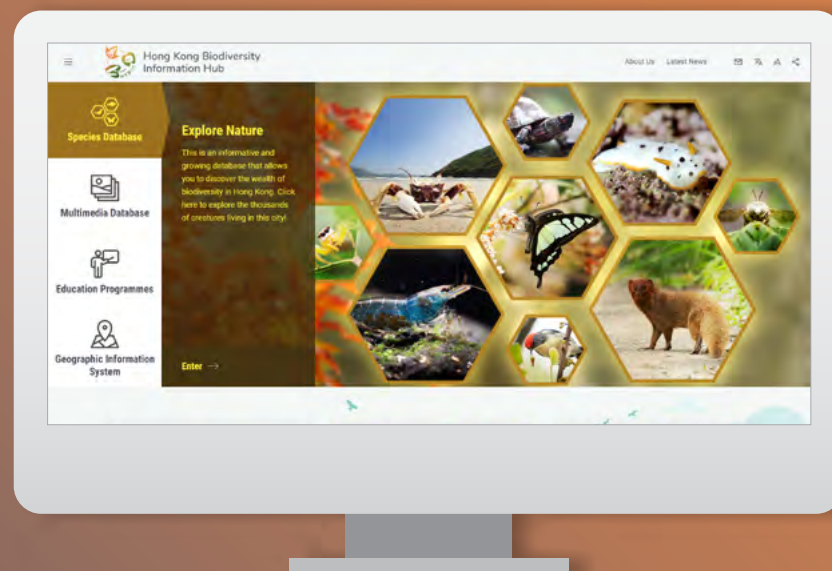 Hong Kong Biodiversity
Information Hub
About Us
Latest News
Species Database
Explore Nature
This is an informative and
growing database that allows
you to discover the wealth of
biodiversity in Hong Kong. Click
here to explore the thousands
of creatures living in this city!
Enter →
Multimedia Database
Education Programmes
Geographic Information
System